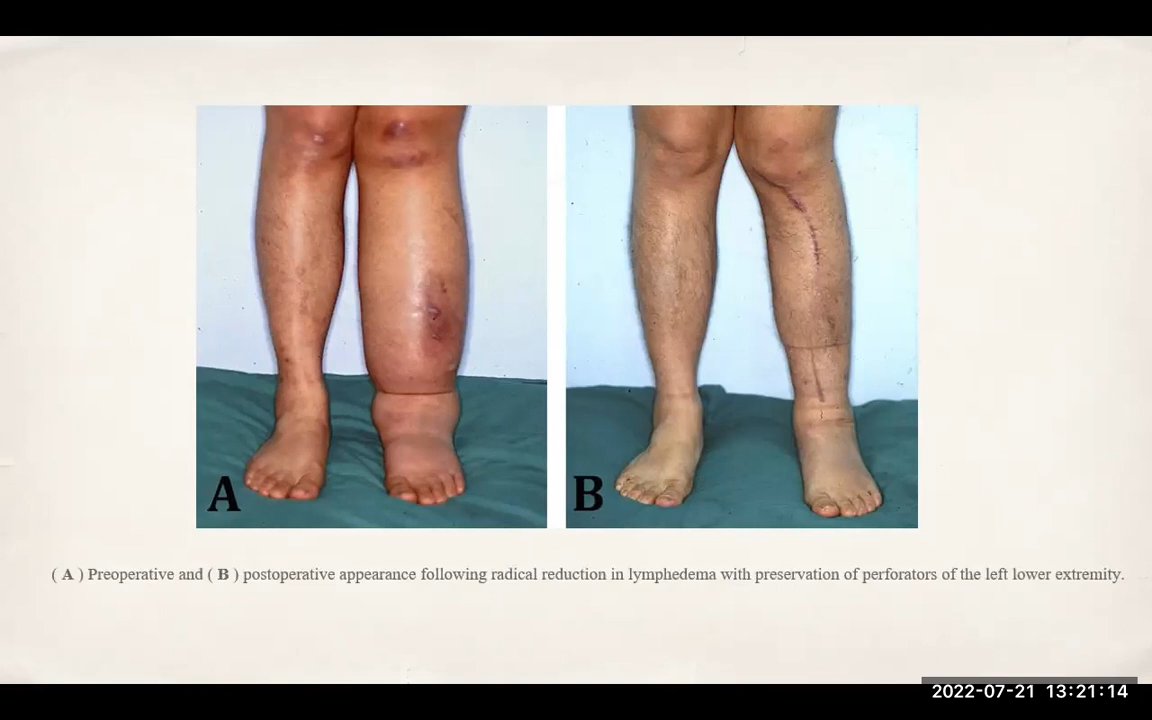 A
B
( A ) Preoperative and ( B ) postoperative appearance following radical reduction in lymphedema with preservation of perforators of the left lower extremity.
2022-07-21 13:21:14